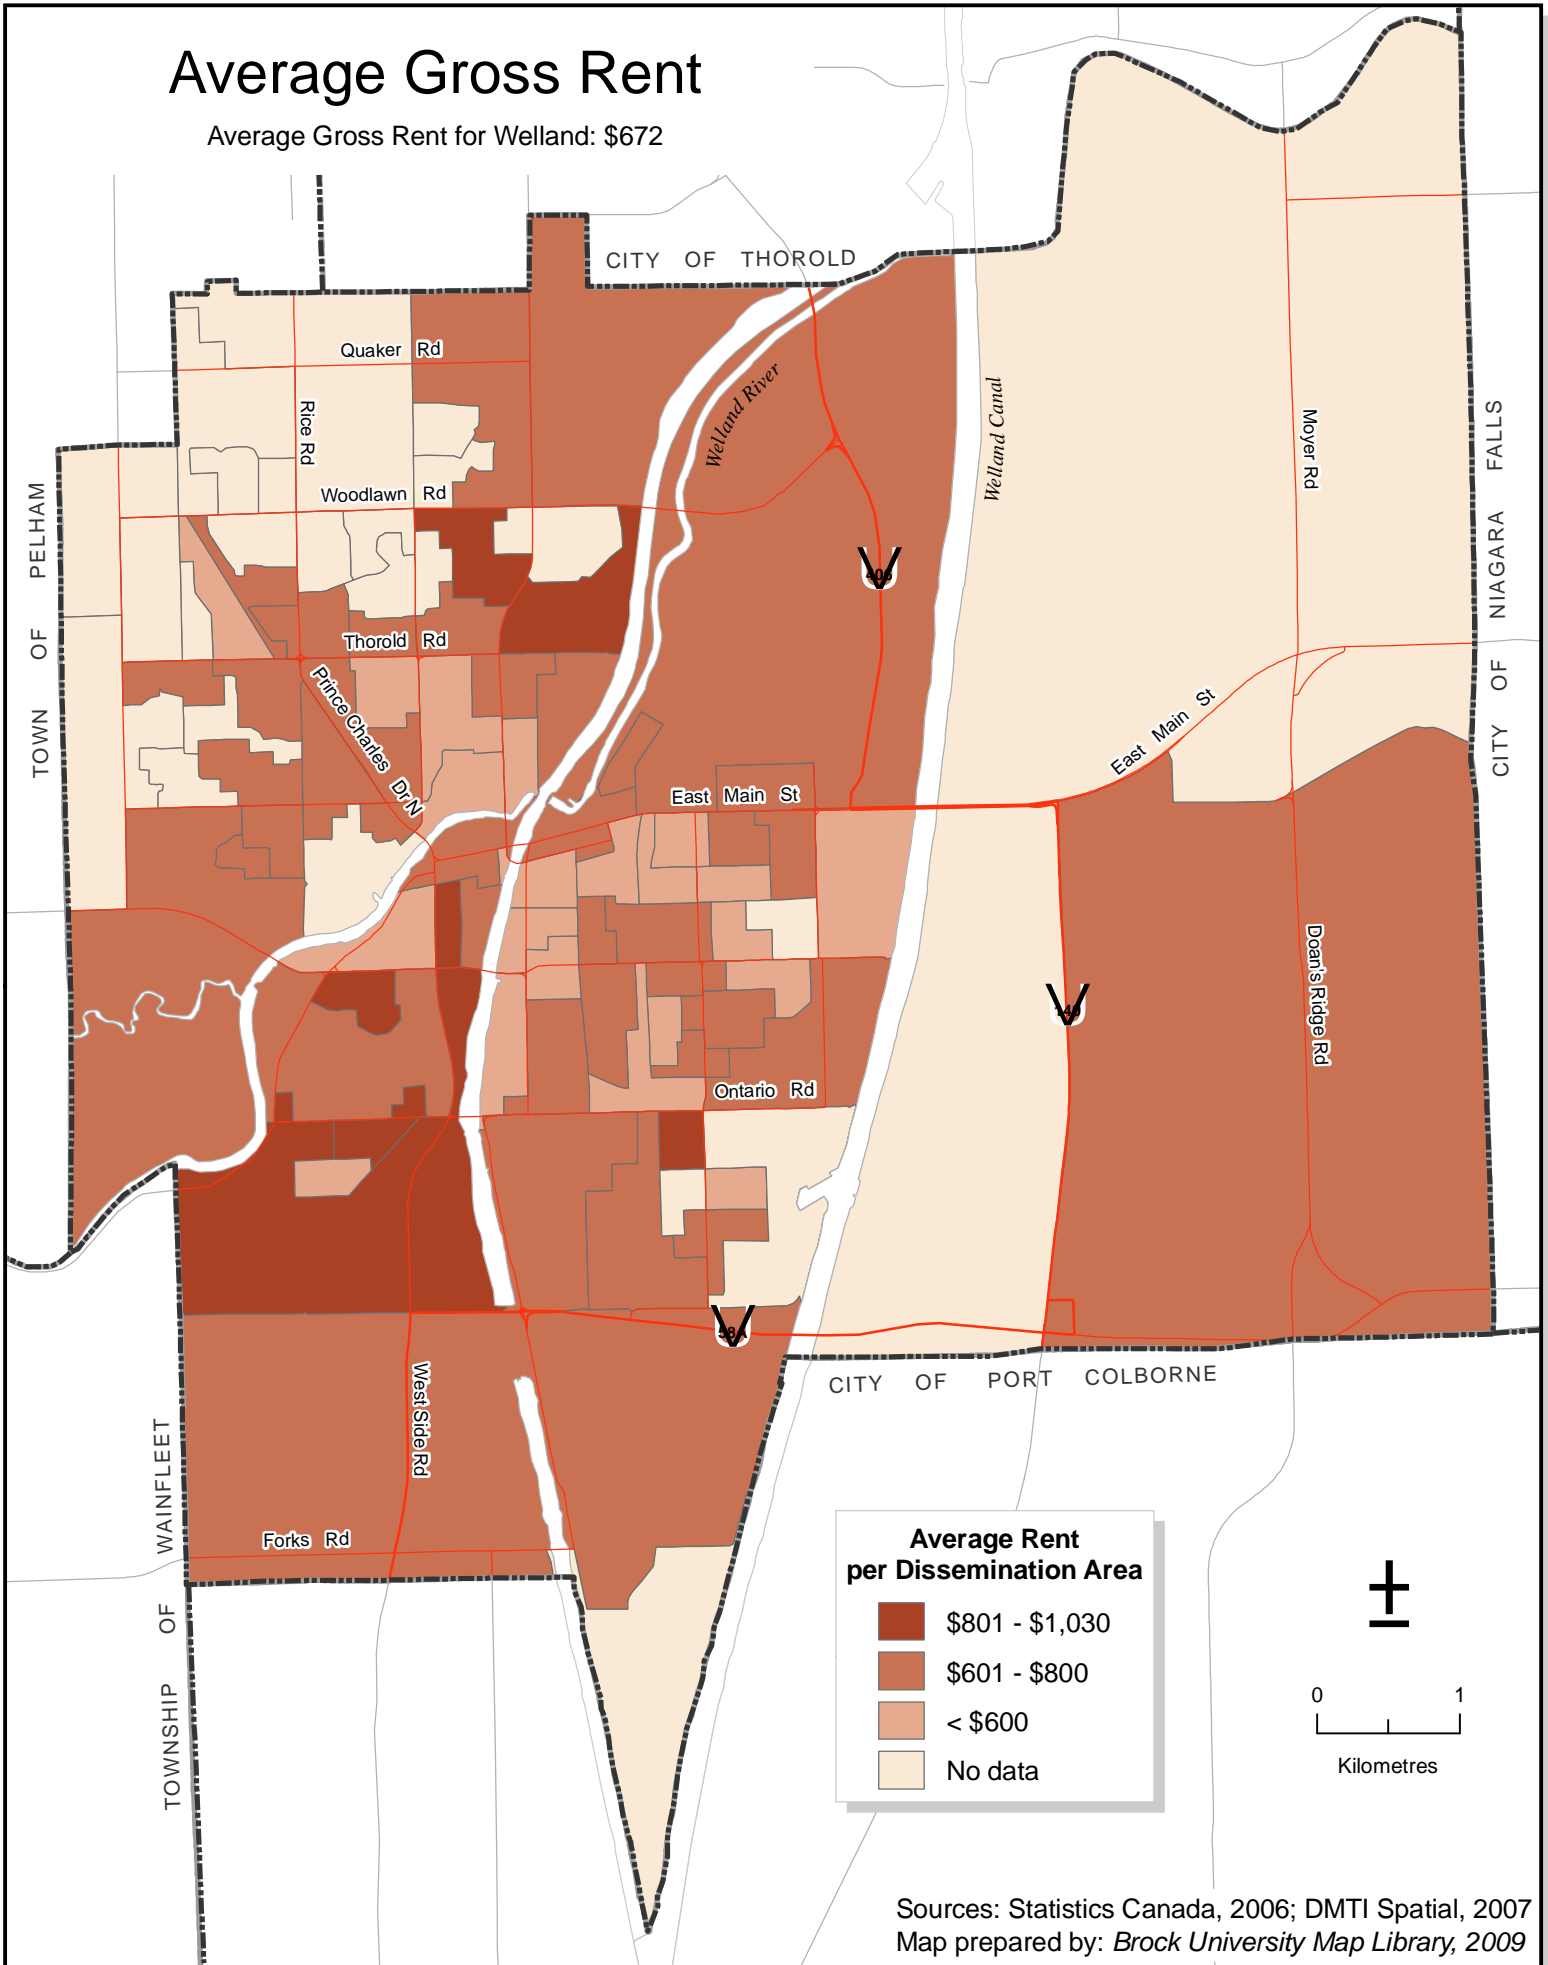 Average Gross Rent
Average Gross Rent for Welland: $672
CITY OF THOROLD
Quaker Rd
Rice Rd
Welland River
Welland Canal
Moyer Rd
CITY OF NIAGARA FALLS
TOWN OF PELHAM
Woodlawn Rd
406
Thorold Rd
Prince Charles Dr N
East Main St
East Main St
Doan's Ridge Rd
140
Ontario Rd
58A
CITY OF PORT COLBORNE
West Side Rd
Forks Rd
TOWNSHIP OF WAINFLEET
Average Rent
per Dissemination Area
$801 - $1,030
$601 - $800
< $600
No data
0 1
Kilometres
Sources: Statistics Canada, 2006; DMTI Spatial, 2007
Map prepared by: Brock University Map Library, 2009